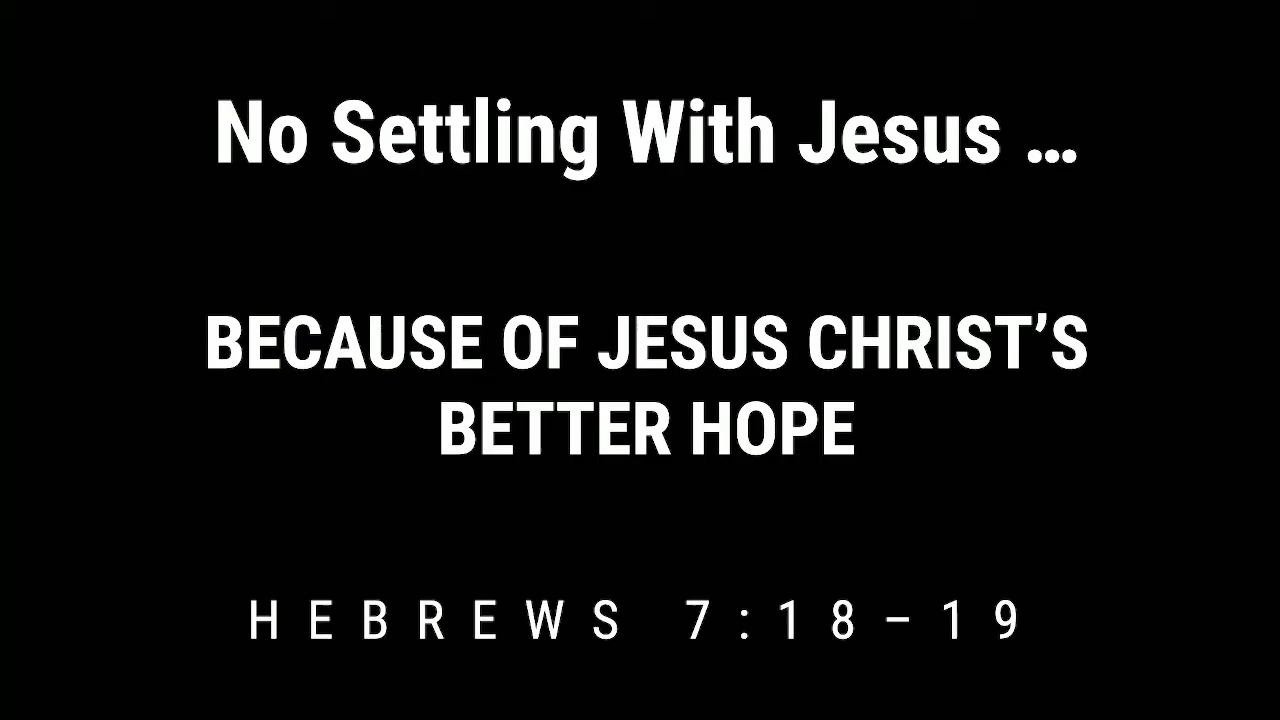 No Settling With Jesus …
BECAUSE OF JESUS CHRIST’S
BETTER HOPE
HEBREWS 7:18–19